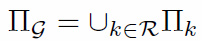 Π_𝒢 = ∪_{k∈ℛ} Π_k